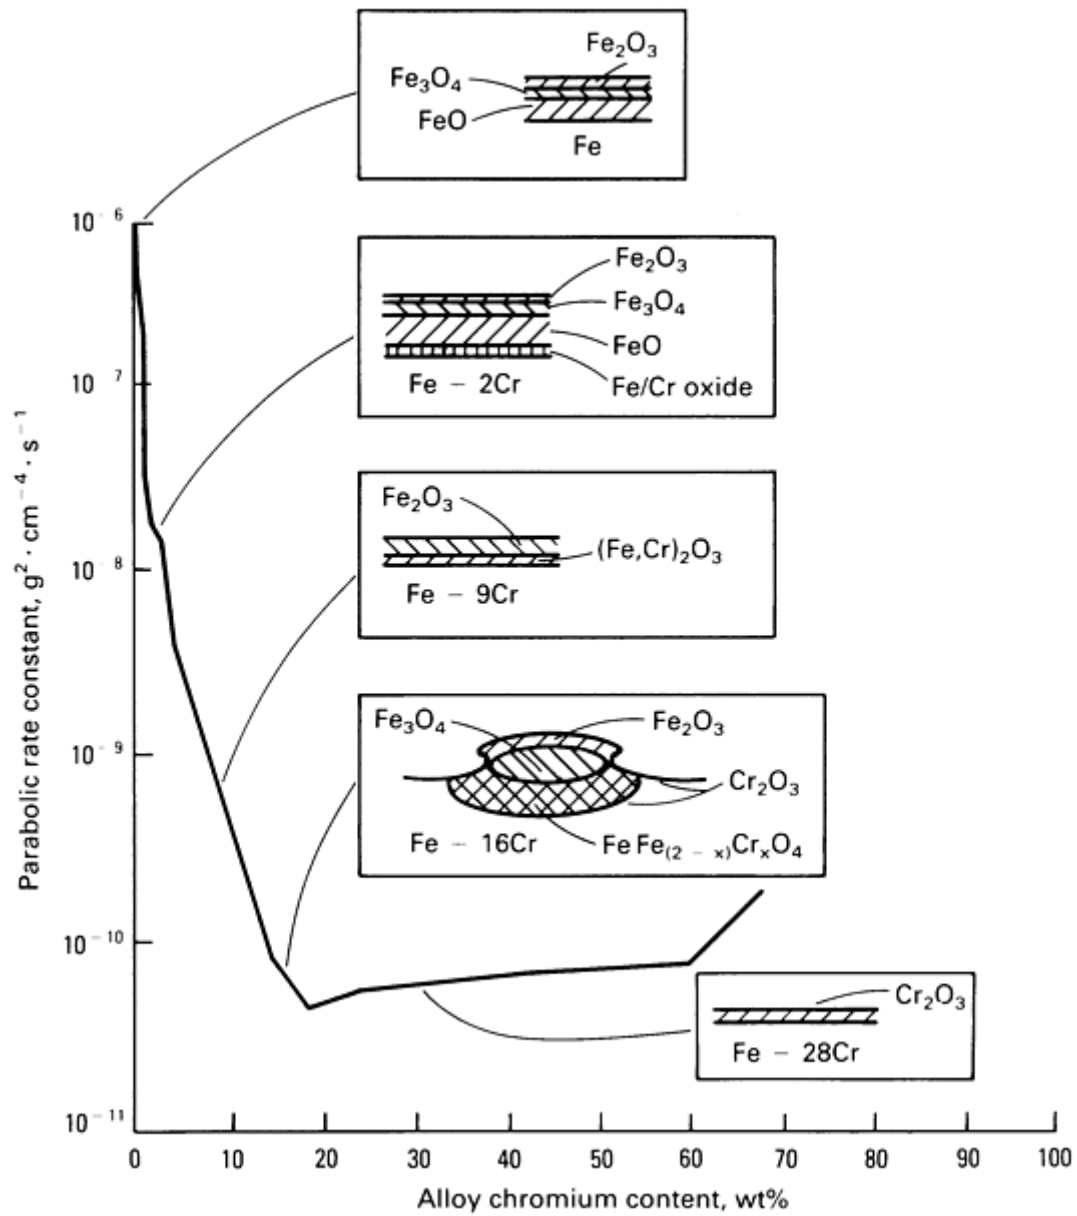 Fe₂O₃
Fe₃O₄
FeO
Fe
10⁻⁶
Fe₂O₃
Fe₃O₄
FeO
Fe/Cr oxide
Fe – 2Cr
10⁻⁷
Fe₂O₃
(Fe,Cr)₂O₃
Fe – 9Cr
10⁻⁸
Fe₃O₄
Fe₂O₃
Cr₂O₃
Fe – 16Cr
Fe Fe₍₂ ₋ ₓ₎CrₓO₄
10⁻⁹
10⁻¹⁰
Cr₂O₃
Fe – 28Cr
10⁻¹¹
Parabolic rate constant, g² · cm⁻⁴ · s⁻¹
0 10 20 30 40 50 60 70 80 90 100
Alloy chromium content, wt%